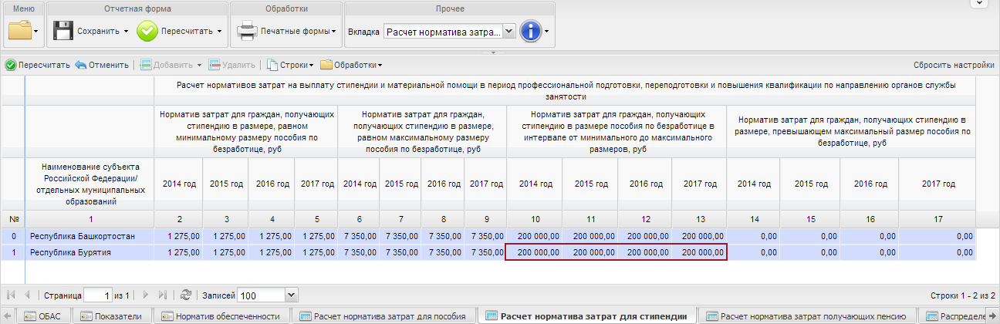 Меню
Отчетная форма
Обработки
Прочее
Сохранить
Пересчитать
Печатные формы
Вкладка
Расчет норматива затра...
Пересчитать
Отменить
Добавить
Удалить
Строки
Обработки
Сбросить настройки
Расчет нормативов затрат на выплату стипендии и материальной помощи в период профессиональной подготовки, переподготовки и повышения квалификации по направлению органов службы
занятости
Норматив затрат для граждан, получающих
стипендию в размере, равном
минимальному размеру пособия по
безработице, руб
Норматив затрат для граждан,
получающих стипендию в размере,
равном максимальному размеру
пособия по безработице, руб
Норматив затрат для граждан, получающих
стипендию в размере пособия по безработице в
интервале от минимального до максимального
размеров, руб
Норматив затрат для граждан, получающих стипендию в
размере, превышающем максимальный размер пособия по
безработице, руб
Наименование субъекта
Российской Федерации/
отдельных муниципальных
образований
2014 год 2015 год 2016 год 2017 год 2014 год 2015 год 2016 год 2017 год 2014 год 2015 год 2016 год 2017 год 2014 год 2015 год 2016 год 2017 год
№ 1 2 3 4 5 6 7 8 9 10 11 12 13 14 15 16 17
0 Республика Башкортостан 1 275,00 1 275,00 1 275,00 1 275,00 7 350,00 7 350,00 7 350,00 7 350,00 200 000,00 200 000,00 200 000,00 200 000,00 0,00 0,00 0,00 0,00
1 Республика Бурятия 1 275,00 1 275,00 1 275,00 1 275,00 7 350,00 7 350,00 7 350,00 7 350,00 200 000,00 200 000,00 200 000,00 200 000,00 0,00 0,00 0,00 0,00
Страница 1 из 1
Записей 100
Строки 1 - 2 из 2
ОБАС
Показатели
Норматив обеспеченности
Расчет норматива затрат для пособия
Расчет норматива затрат для стипендии
Расчет норматива затрат получающих пенсию
Распределе